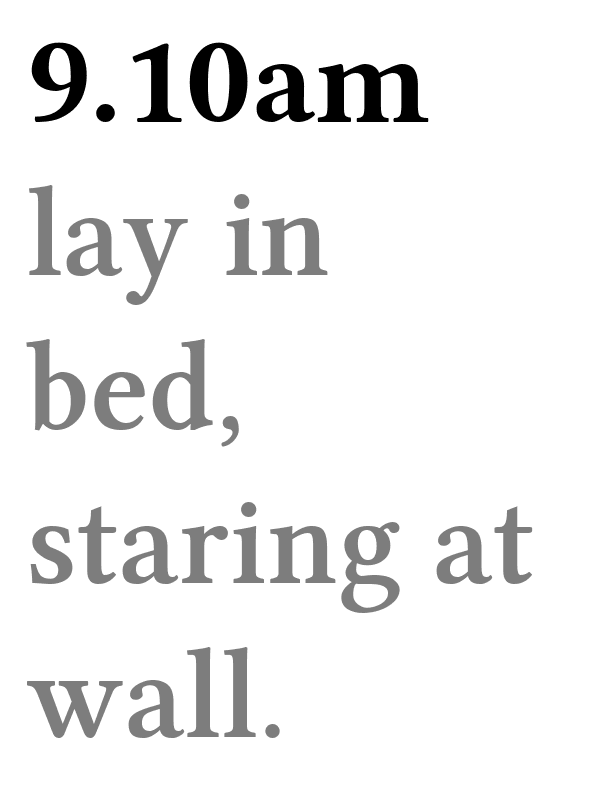 9.10am
lay in
bed,
staring at
wall.